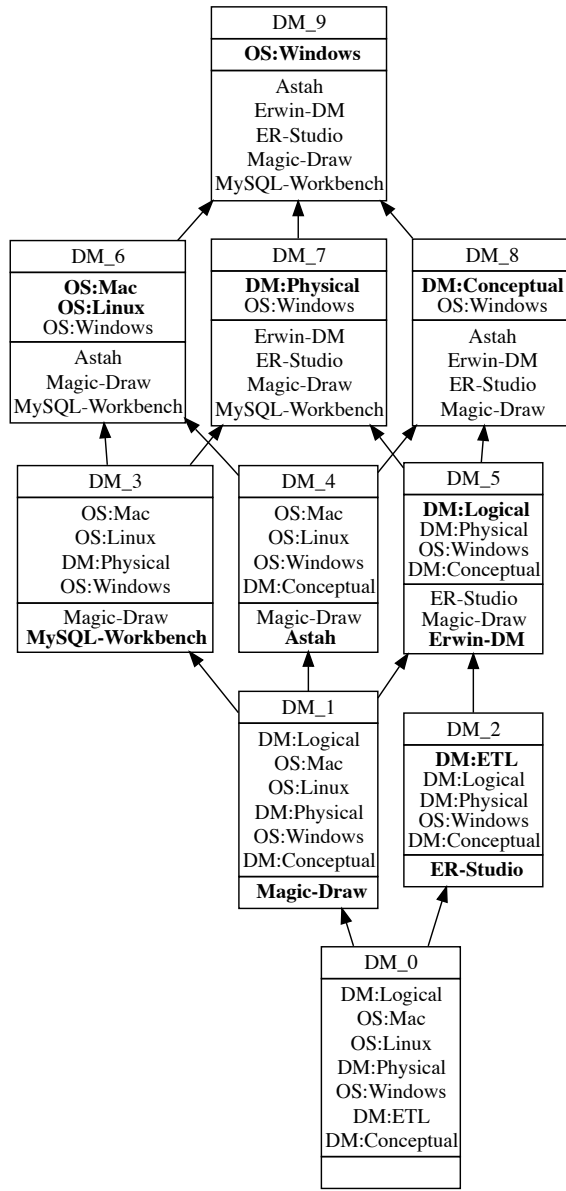 DM_9
OS:Windows
Astah
Erwin-DM
ER-Studio
Magic-Draw
MySQL-Workbench
DM_6
OS:Mac
OS:Linux
OS:Windows
Astah
Magic-Draw
MySQL-Workbench
DM_7
DM:Physical
OS:Windows
Erwin-DM
ER-Studio
Magic-Draw
MySQL-Workbench
DM_8
DM:Conceptual
OS:Windows
Astah
Erwin-DM
ER-Studio
Magic-Draw
DM_3
OS:Mac
OS:Linux
DM:Physical
OS:Windows
Magic-Draw
MySQL-Workbench
DM_4
OS:Mac
OS:Linux
OS:Windows
DM:Conceptual
Magic-Draw
Astah
DM_5
DM:Logical
DM:Physical
OS:Windows
DM:Conceptual
ER-Studio
Magic-Draw
Erwin-DM
DM_1
DM:Logical
OS:Mac
OS:Linux
DM:Physical
OS:Windows
DM:Conceptual
Magic-Draw
DM_2
DM:ETL
DM:Logical
DM:Physical
OS:Windows
DM:Conceptual
ER-Studio
DM_0
DM:Logical
OS:Mac
OS:Linux
DM:Physical
OS:Windows
DM:ETL
DM:Conceptual